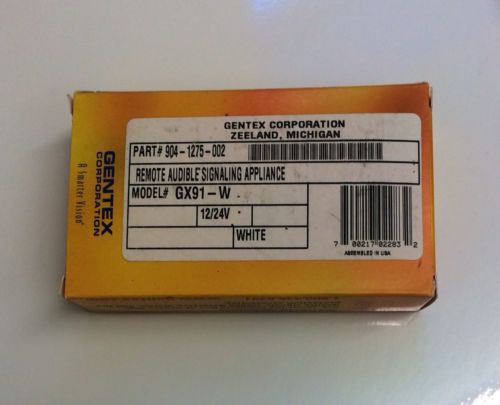 GENTEX
CORPORATION
A Smarter Vision
GENTEX CORPORATION
ZEELAND, MICHIGAN
PART# 904-1275-002
REMOTE AUDIBLE SIGNALING APPLIANCE
MODEL# GX91-W
12/24V
WHITE
7 00217 02283 2
ASSEMBLED IN USA